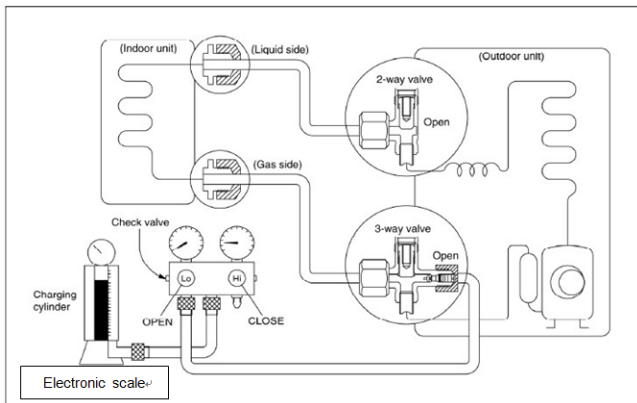 (Indoor unit)
(Liquid side)
2-way valve
(Outdoor unit)
Open
(Gas side)
3-way valve
Open
Check valve
Lo
Hi
Charging
cylinder
OPEN
CLOSE
Electronic scale